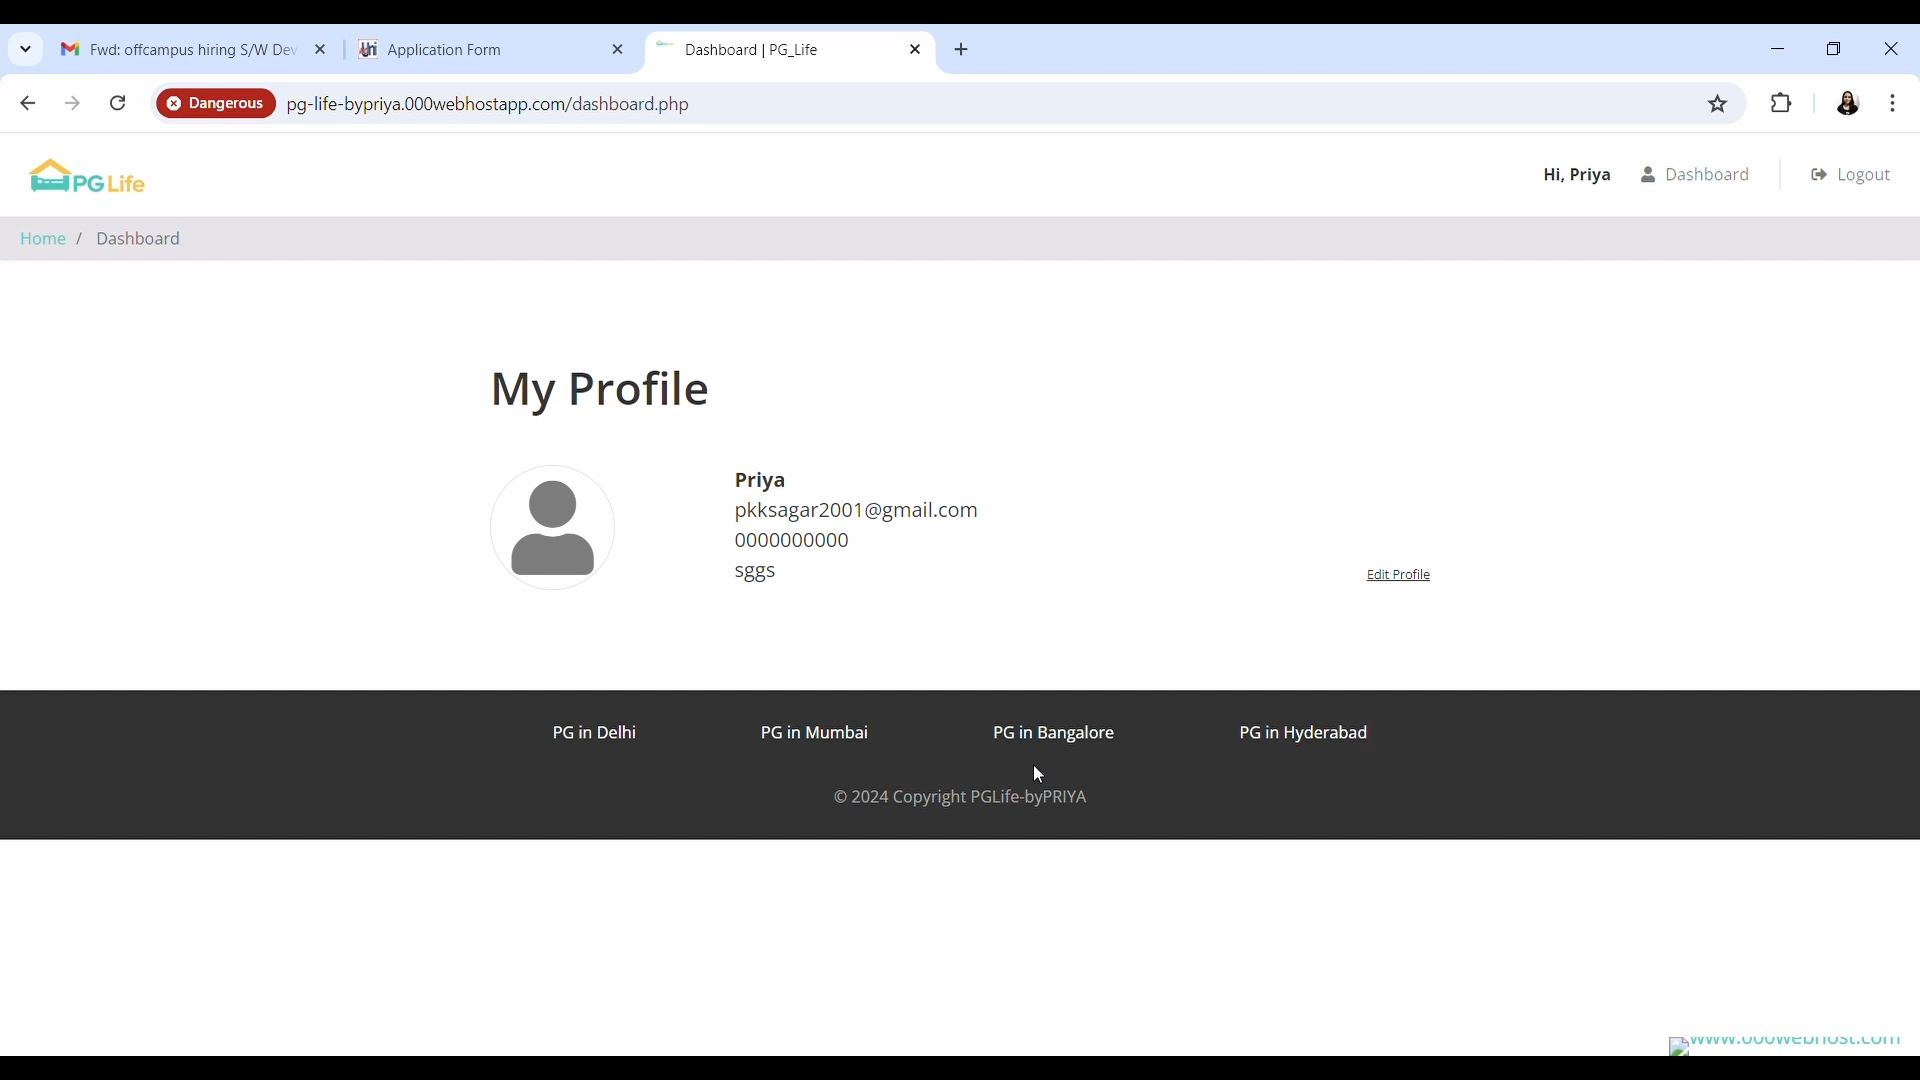 Fwd: offcampus hiring S/W Dev
Application Form
Dashboard | PG_Life
Dangerous
pg-life-bypriya.000webhostapp.com/dashboard.php
PG Life
Hi, Priya
Dashboard
Logout
Home / Dashboard
My Profile
Priya
pkksagar2001@gmail.com
0000000000
sggs
Edit Profile
PG in Delhi
PG in Mumbai
PG in Bangalore
PG in Hyderabad
© 2024 Copyright PGLife-byPRIYA
www.000webhost.com